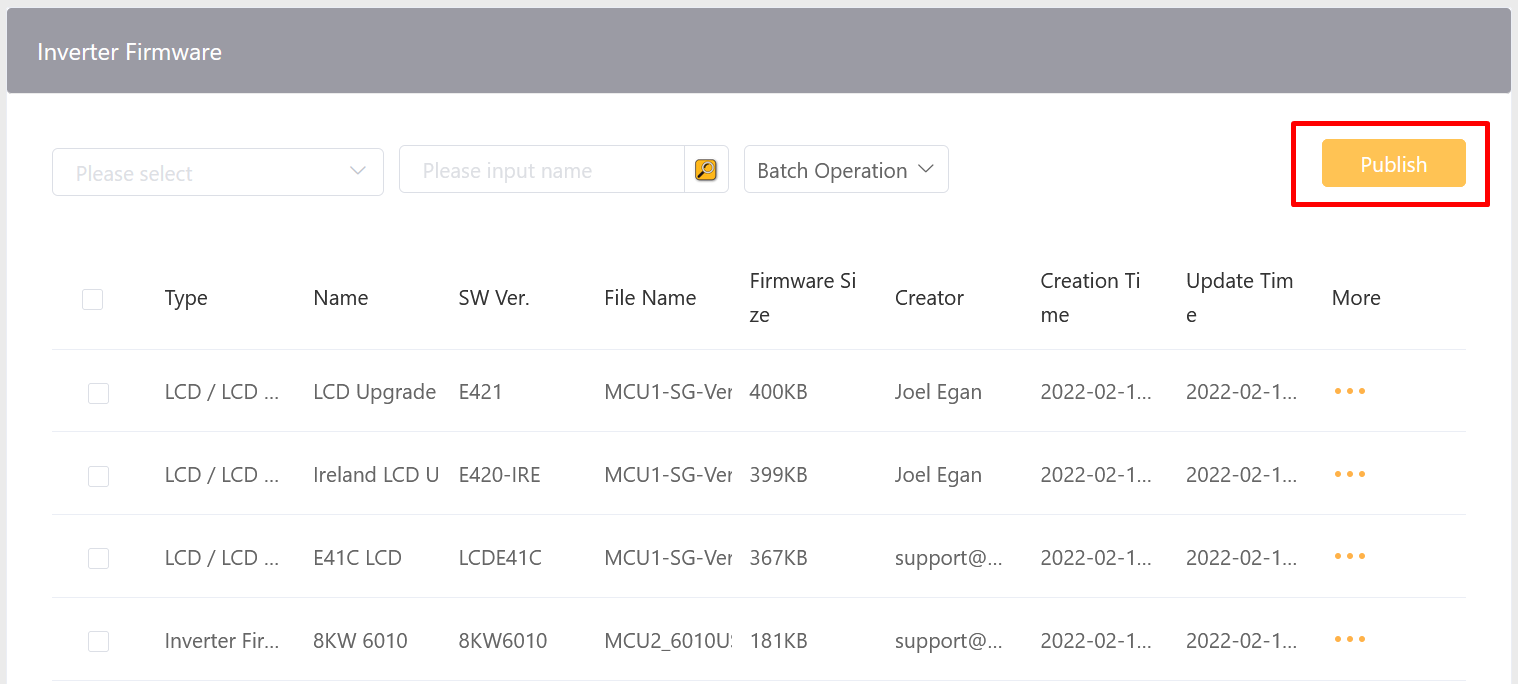 Inverter Firmware
Please select
Please input name
Batch Operation
Publish
Type Name SW Ver. File Name Firmware Si
ze Creator Creation Ti
me Update Tim
e More
LCD / LCD ... LCD Upgrade E421 MCU1-SG-Ver 400KB Joel Egan 2022-02-1... 2022-02-1...
LCD / LCD ... Ireland LCD U E420-IRE MCU1-SG-Ver 399KB Joel Egan 2022-02-1... 2022-02-1...
LCD / LCD ... E41C LCD LCDE41C MCU1-SG-Ver 367KB support@... 2022-02-1... 2022-02-1...
Inverter Fir... 8KW 6010 8KW6010 MCU2_6010US 181KB support@... 2022-02-1... 2022-02-1...